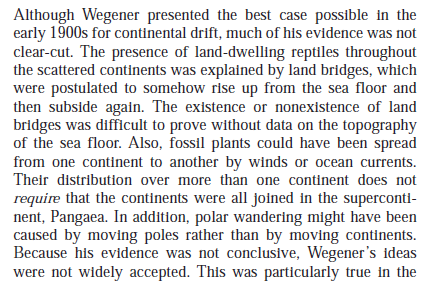 Although Wegener presented the best case possible in the
early 1900s for continental drift, much of his evidence was not
clear-cut. The presence of land-dwelling reptiles throughout
the scattered continents was explained by land bridges, which
were postulated to somehow rise up from the sea floor and
then subside again. The existence or nonexistence of land
bridges was difficult to prove without data on the topography
of the sea floor. Also, fossil plants could have been spread
from one continent to another by winds or ocean currents.
Their distribution over more than one continent does not
require that the continents were all joined in the superconti-
nent, Pangaea. In addition, polar wandering might have been
caused by moving poles rather than by moving continents.
Because his evidence was not conclusive, Wegener’s ideas
were not widely accepted. This was particularly true in the